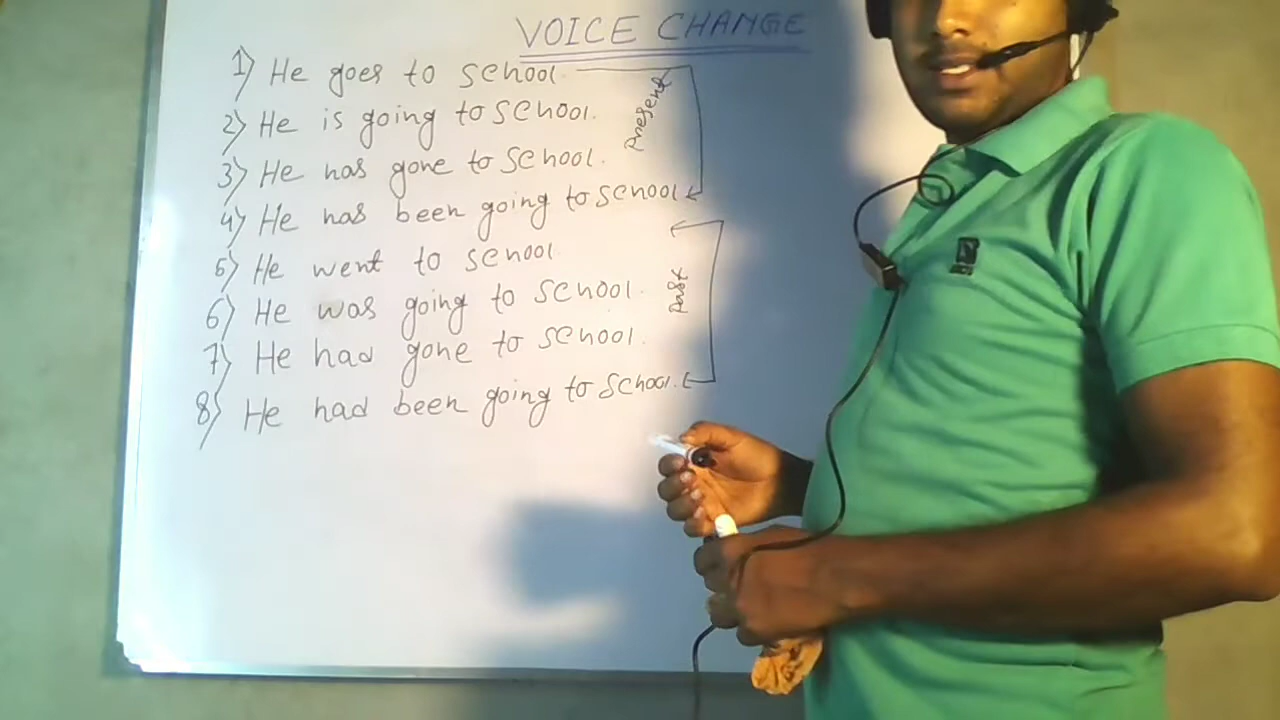 VOICE CHANGE
1) He goes to school.
2) He is going to school.
3) He has gone to school.
4) He has been going to school
5) He went to school.
6) He was going to school.
7) He had gone to school.
8) He had been going to school.
Present
Past